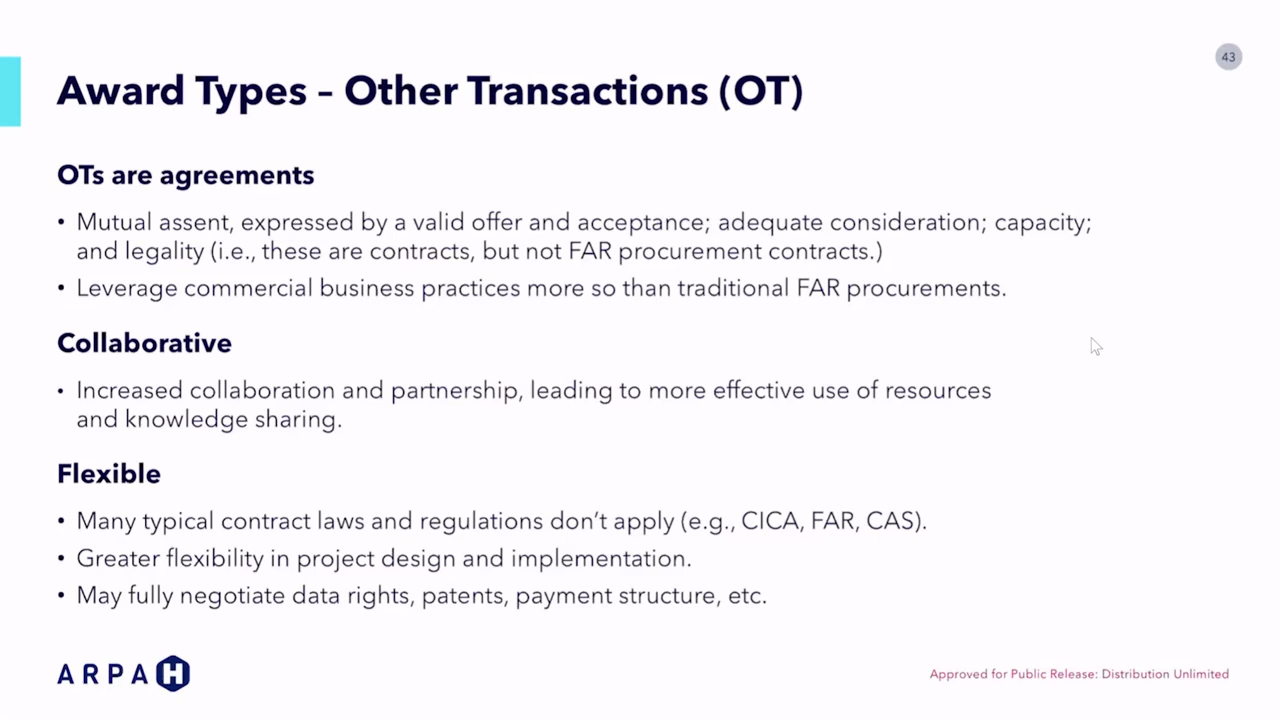 43
Award Types – Other Transactions (OT)
OTs are agreements
• Mutual assent, expressed by a valid offer and acceptance; adequate consideration; capacity;
and legality (i.e., these are contracts, but not FAR procurement contracts.)
• Leverage commercial business practices more so than traditional FAR procurements.
Collaborative
• Increased collaboration and partnership, leading to more effective use of resources
and knowledge sharing.
Flexible
• Many typical contract laws and regulations don’t apply (e.g., CICA, FAR, CAS).
• Greater flexibility in project design and implementation.
• May fully negotiate data rights, patents, payment structure, etc.
ARPA H
Approved for Public Release: Distribution Unlimited